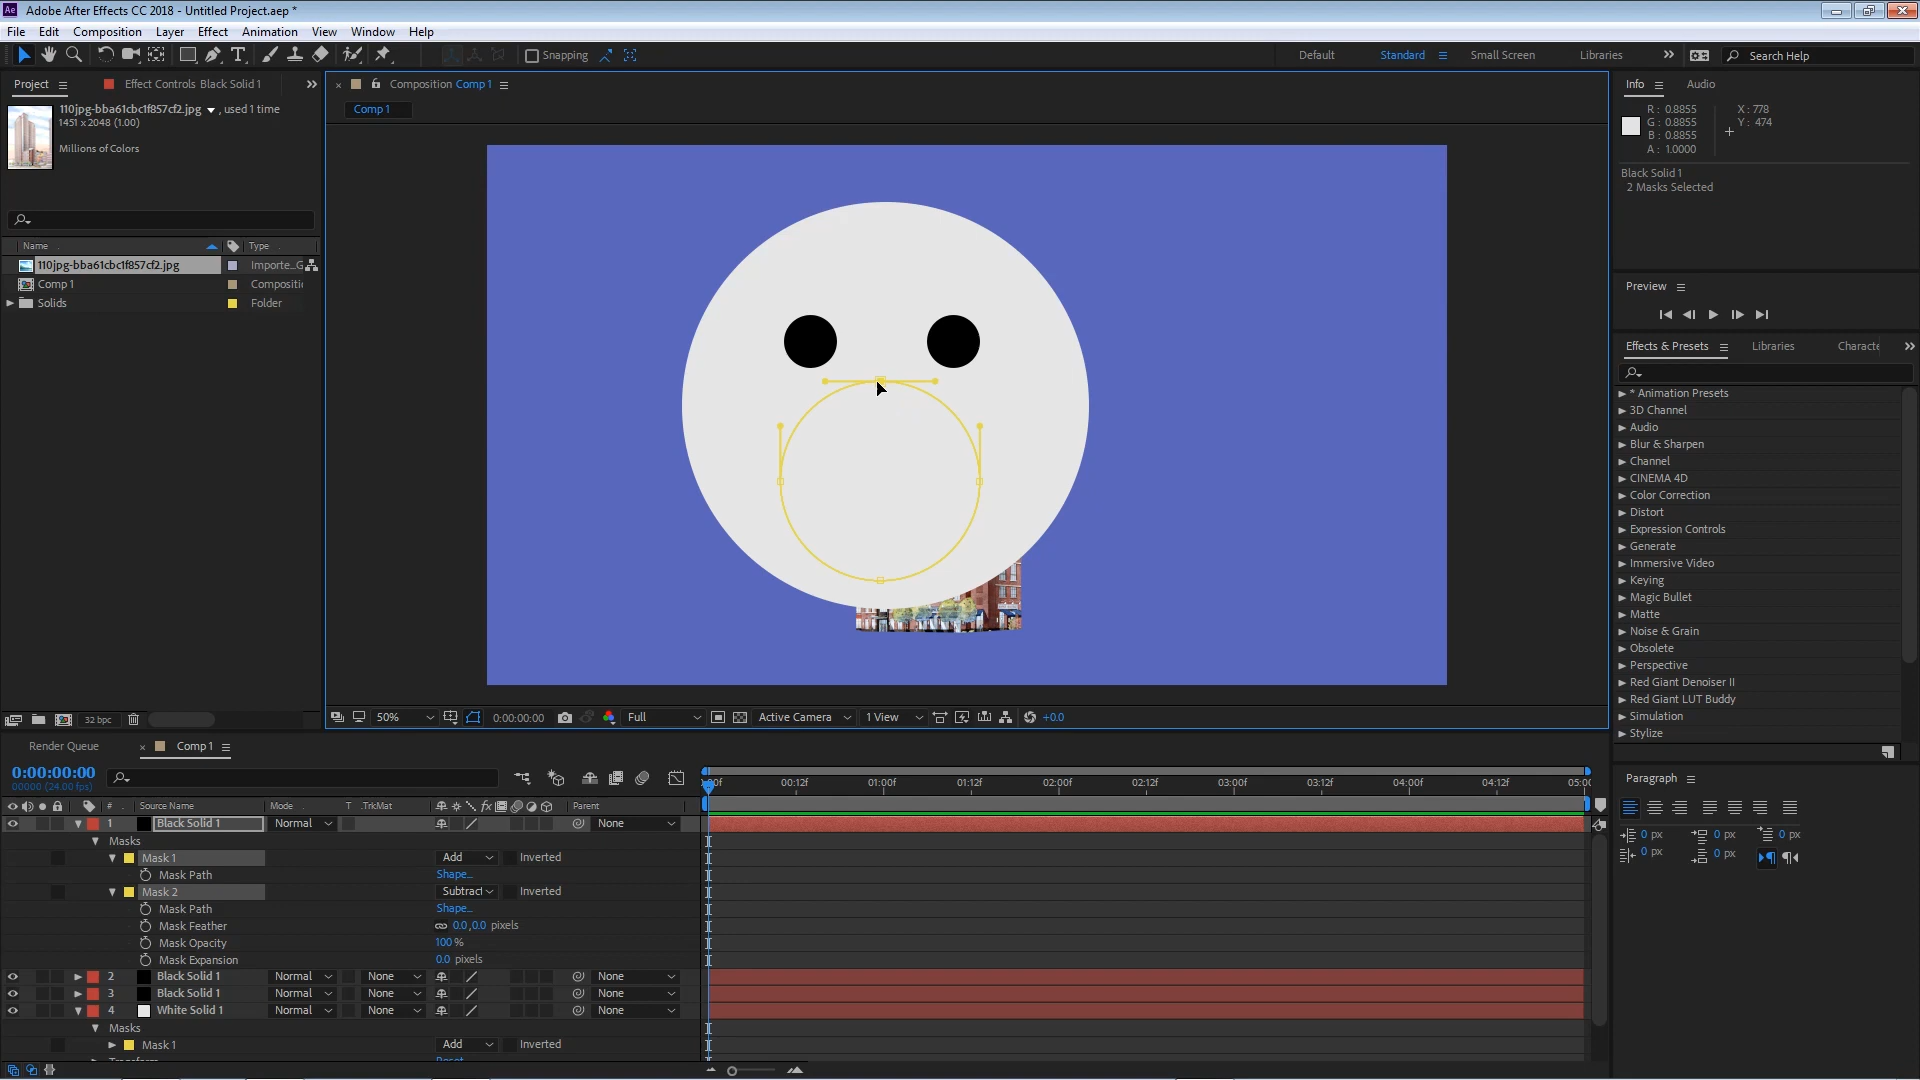 Adobe After Effects CC 2018 - Untitled Project.aep *
File Edit Composition Layer Effect Animation View Window Help
Snapping Default Standard Small Screen Libraries Search Help
Project Effect Controls Black Solid 1
110jpg-bba61cbc1f857cf2.jpg , used 1 time
1451 x 2048 (1.00)
Millions of Colors
Name Type
110jpg-bba61cbc1f857cf2.jpg Importe...G
Comp 1 Compositi
Solids Folder
32 bpc
Composition Comp 1
Comp 1
50% 0:00:00:00 Full Active Camera 1 View +0.0
Info Audio
R : 0.8855 X : 778
G : 0.8855 Y : 474
B : 0.8855
A : 1.0000
Black Solid 1
2 Masks Selected
Preview
Effects & Presets Libraries Characte
* Animation Presets
3D Channel
Audio
Blur & Sharpen
Channel
CINEMA 4D
Color Correction
Distort
Expression Controls
Generate
Immersive Video
Keying
Magic Bullet
Matte
Noise & Grain
Obsolete
Perspective
Red Giant Denoiser II
Red Giant LUT Buddy
Simulation
Stylize
Paragraph
0 px 0 px 0 px
0 px 0 px
Render Queue Comp 1
0:00:00:00
00000 (24.00 fps)
00f 00:12f 01:00f 01:12f 02:00f 02:12f 03:00f 03:12f 04:00f 04:12f 05:00
# Source Name Mode T .TrkMat fx Parent
1 Black Solid 1 Normal None
Masks
Mask 1 Add Inverted
Mask Path Shape...
Mask 2 Subtract Inverted
Mask Path Shape...
Mask Feather 0.0,0.0 pixels
Mask Opacity 100 %
Mask Expansion 0.0 pixels
2 Black Solid 1 Normal None None
3 Black Solid 1 Normal None None
4 White Solid 1 Normal None None
Masks
Mask 1 Add Inverted
Transform Reset